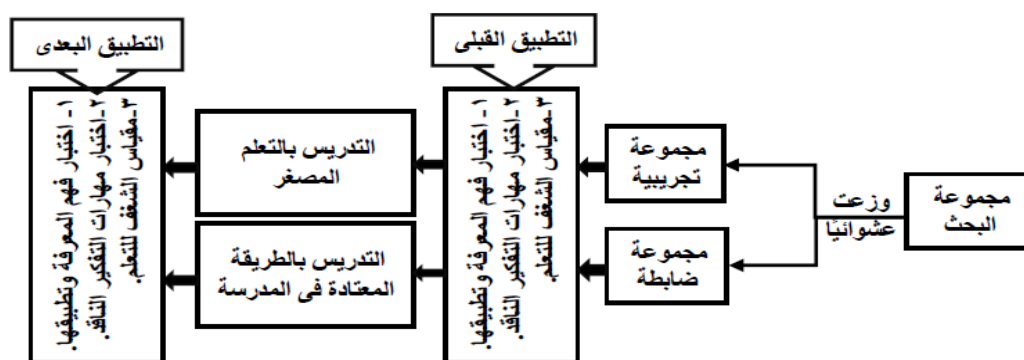 مجموعة
البحث
وزعت
عشوائيًا
مجموعة
تجريبية
مجموعة
ضابطة
التطبيق القبلى
١- اختبار فهم المعرفة وتطبيقها.
٢- اختبار مهارات التفكير الناقد.
٣- مقياس الشغف للتعلم.
التدريس بالتعلم
المصغر
التدريس بالطريقة
المعتادة فى المدرسة
التطبيق البعدى
١- اختبار فهم المعرفة وتطبيقها.
٢- اختبار مهارات التفكير الناقد.
٣- مقياس الشغف للتعلم.